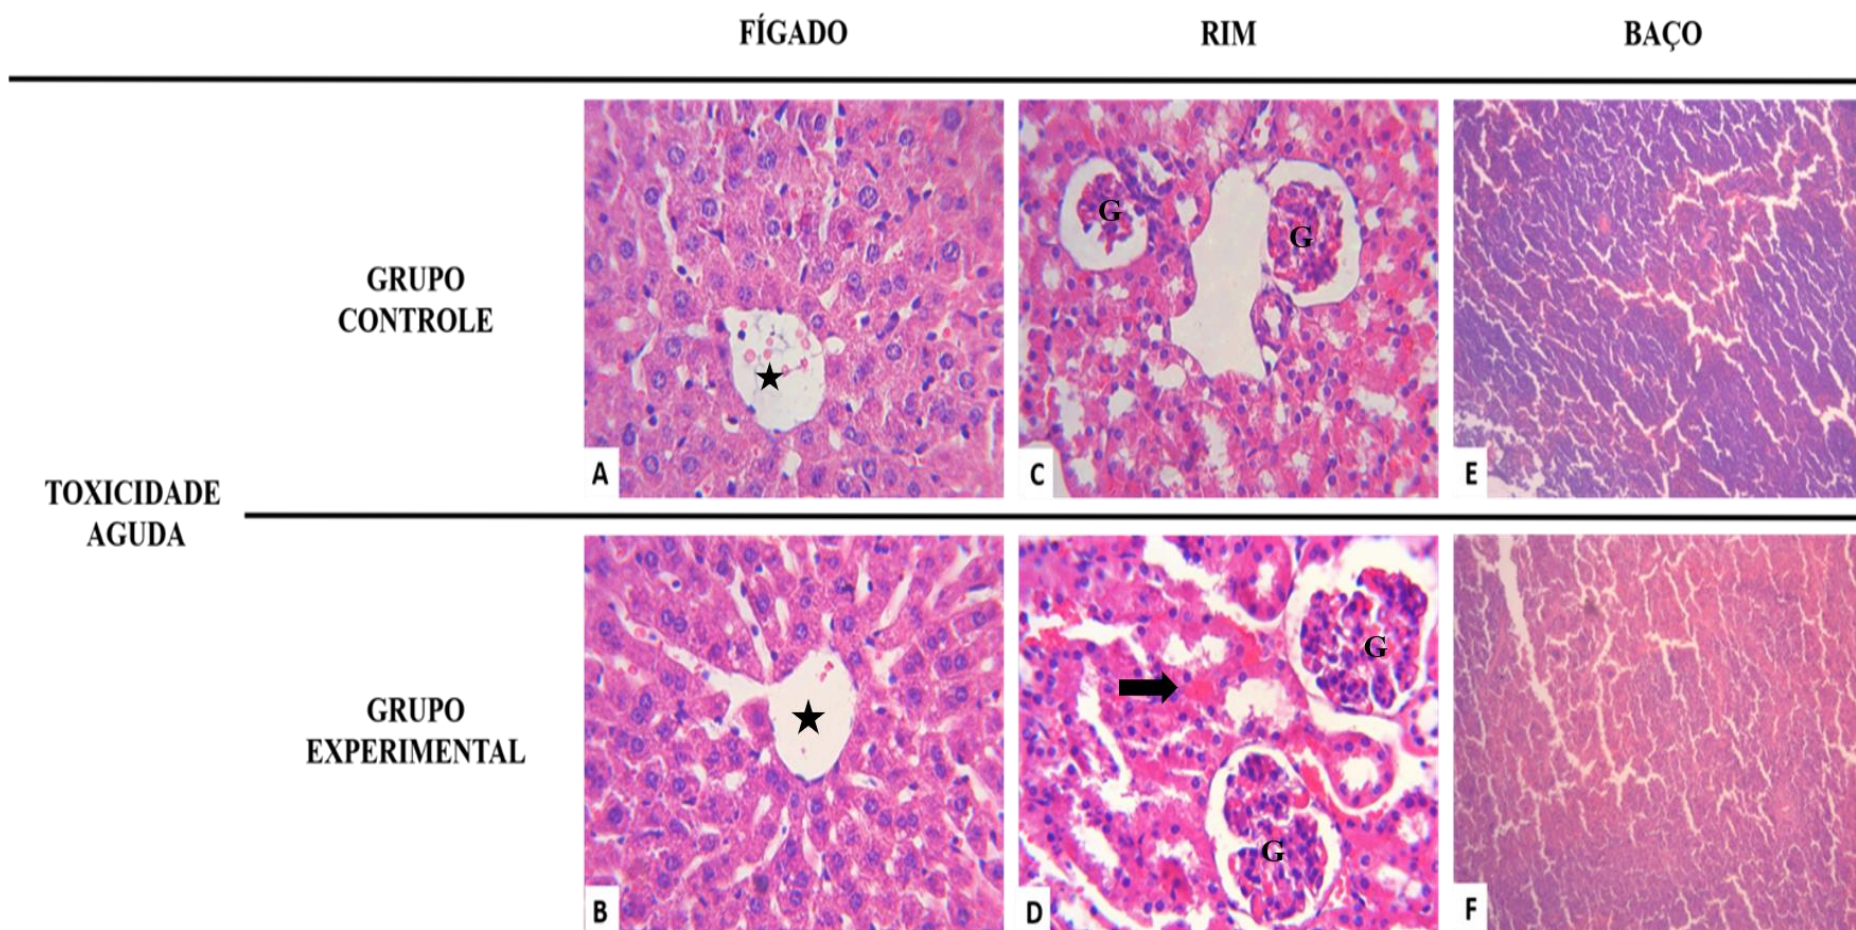 FÍGADO
RIM
BAÇO
GRUPO
CONTROLE
G
G
A
C
E
TOXICIDADE
AGUDA
GRUPO
EXPERIMENTAL
G
G
B
D
F